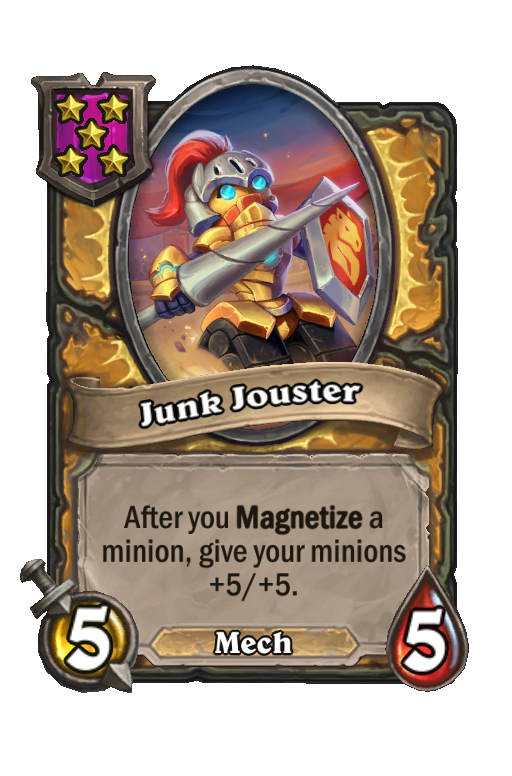 Junk Jouster
After you Magnetize a
minion, give your minions
+5/+5.
5
Mech
5